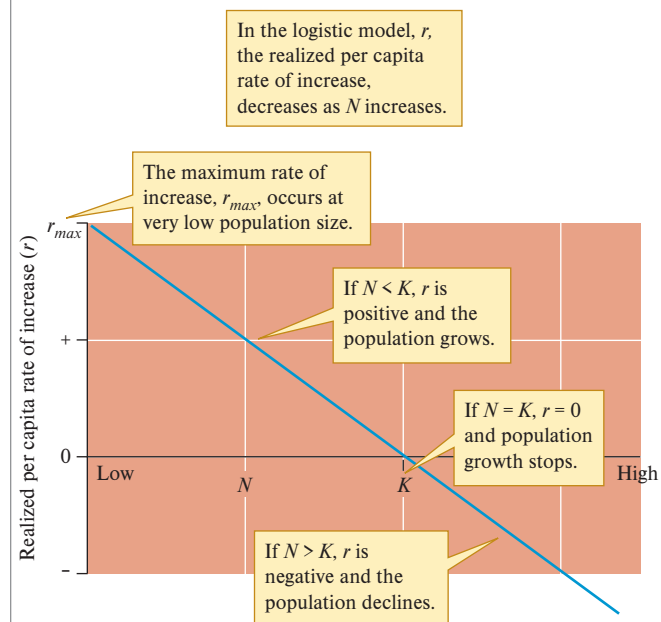 In the logistic model, r,
the realized per capita
rate of increase,
decreases as N increases.
The maximum rate of
increase, rmax, occurs at
very low population size.
rmax
If N < K, r is
positive and the
population grows.
+
If N = K, r = 0
and population
growth stops.
0
Low
N
K
High
If N > K, r is
negative and the
population declines.
-
Realized per capita rate of increase (r)